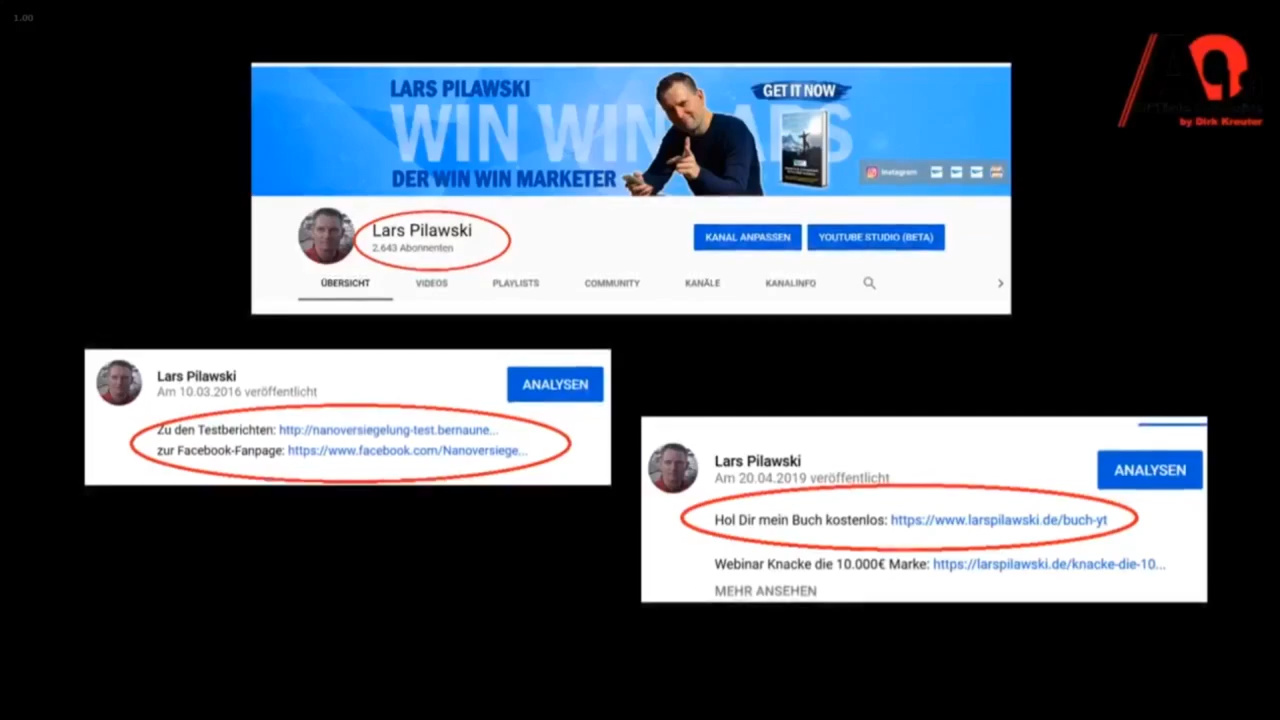 1.00
LARS PILAWSKI
GET IT NOW
WIN WIN
DER WIN WIN MARKETER
Instagram
by Dirk Kreuter
Lars Pilawski
2.643 Abonnenten
KANAL ANPASSEN
YOUTUBE STUDIO (BETA)
ÜBERSICHT VIDEOS PLAYLISTS COMMUNITY KANÄLE KANALINFO
Lars Pilawski
Am 10.03.2016 veröffentlicht
ANALYSEN
Zu den Testberichten: http://nanoversiegelung-test.bernaune...
zur Facebook-Fanpage: https://www.facebook.com/Nanoversiege...
Lars Pilawski
Am 20.04.2019 veröffentlicht
ANALYSEN
Hol Dir mein Buch kostenlos: https://www.larspilawski.de/buch-yt
Webinar Knacke die 10.000€ Marke: https://larspilawski.de/knacke-die-10...
MEHR ANSEHEN